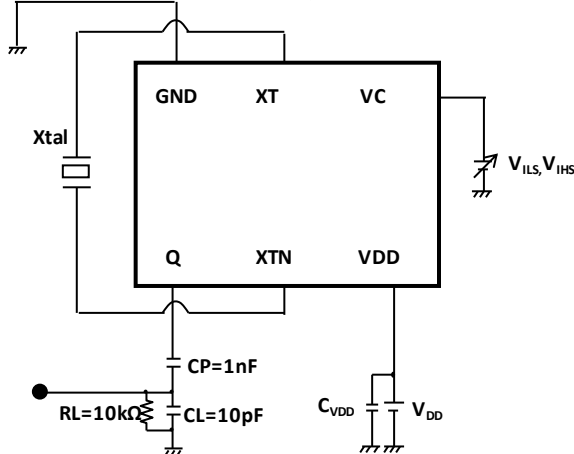 GND XT VC
Xtal
V_ILS,V_IHS
Q XTN VDD
CP=1nF
RL=10kΩ CL=10pF
C_VDD V_DD